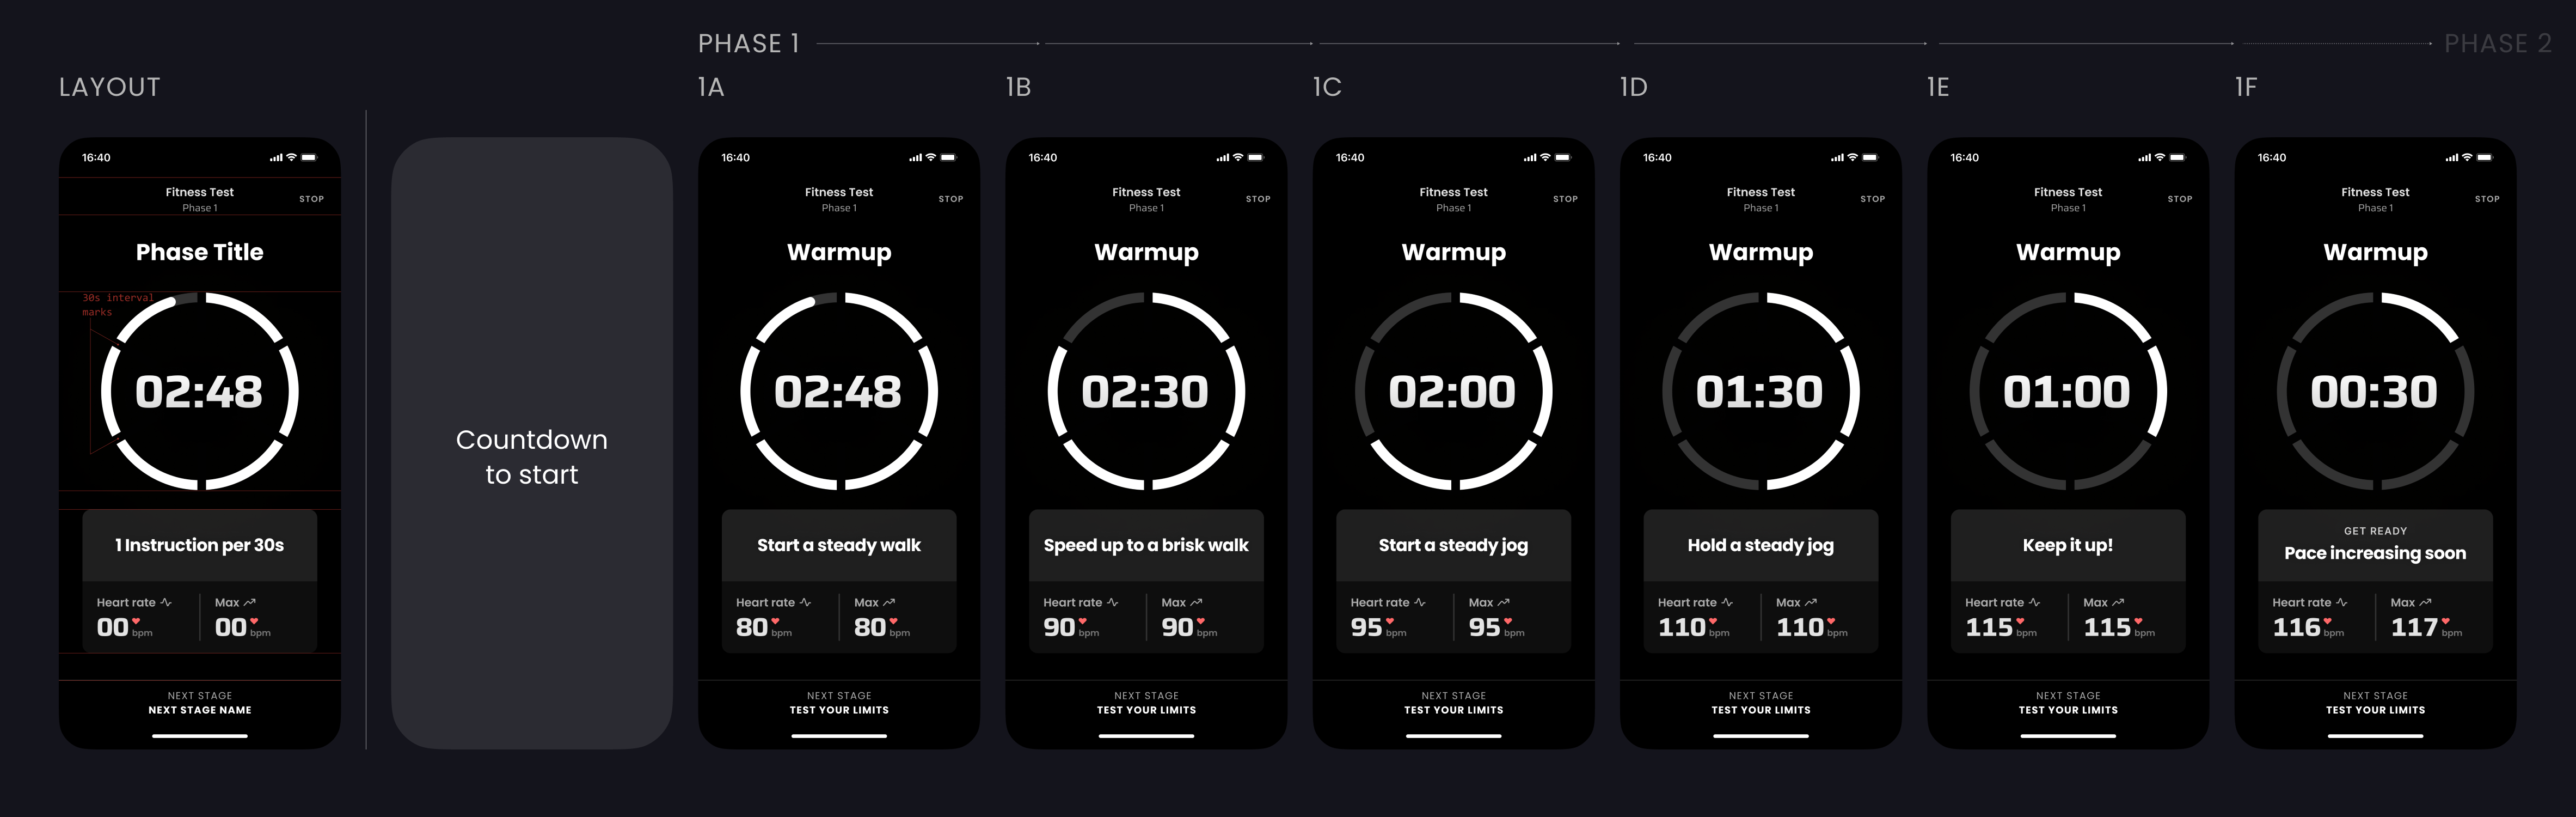 PHASE 1
PHASE 2
LAYOUT
1A
1B
1C
1D
1E
1F
16:40
Fitness Test
Phase 1
STOP
Phase Title
30s interval
marks
02:48
1 Instruction per 30s
Heart rate
Max
00 bpm
00 bpm
NEXT STAGE
NEXT STAGE NAME
Countdown
to start
16:40
Fitness Test
Phase 1
STOP
Warmup
02:48
Start a steady walk
Heart rate
Max
80 bpm
80 bpm
NEXT STAGE
TEST YOUR LIMITS
16:40
Fitness Test
Phase 1
STOP
Warmup
02:30
Speed up to a brisk walk
Heart rate
Max
90 bpm
90 bpm
NEXT STAGE
TEST YOUR LIMITS
16:40
Fitness Test
Phase 1
STOP
Warmup
02:00
Start a steady jog
Heart rate
Max
95 bpm
95 bpm
NEXT STAGE
TEST YOUR LIMITS
16:40
Fitness Test
Phase 1
STOP
Warmup
01:30
Hold a steady jog
Heart rate
Max
110 bpm
110 bpm
NEXT STAGE
TEST YOUR LIMITS
16:40
Fitness Test
Phase 1
STOP
Warmup
01:00
Keep it up!
Heart rate
Max
115 bpm
115 bpm
NEXT STAGE
TEST YOUR LIMITS
16:40
Fitness Test
Phase 1
STOP
Warmup
00:30
GET READY
Pace increasing soon
Heart rate
Max
116 bpm
117 bpm
NEXT STAGE
TEST YOUR LIMITS